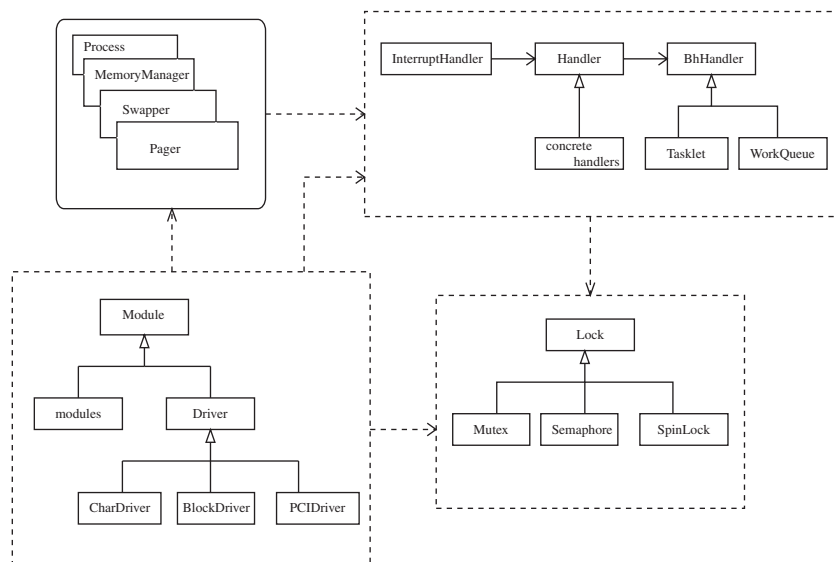 Process
MemoryManager
Swapper
Pager
InterruptHandler
Handler
BhHandler
concrete
handlers
Tasklet
WorkQueue
Module
modules
Driver
CharDriver
BlockDriver
PCIDriver
Lock
Mutex
Semaphore
SpinLock